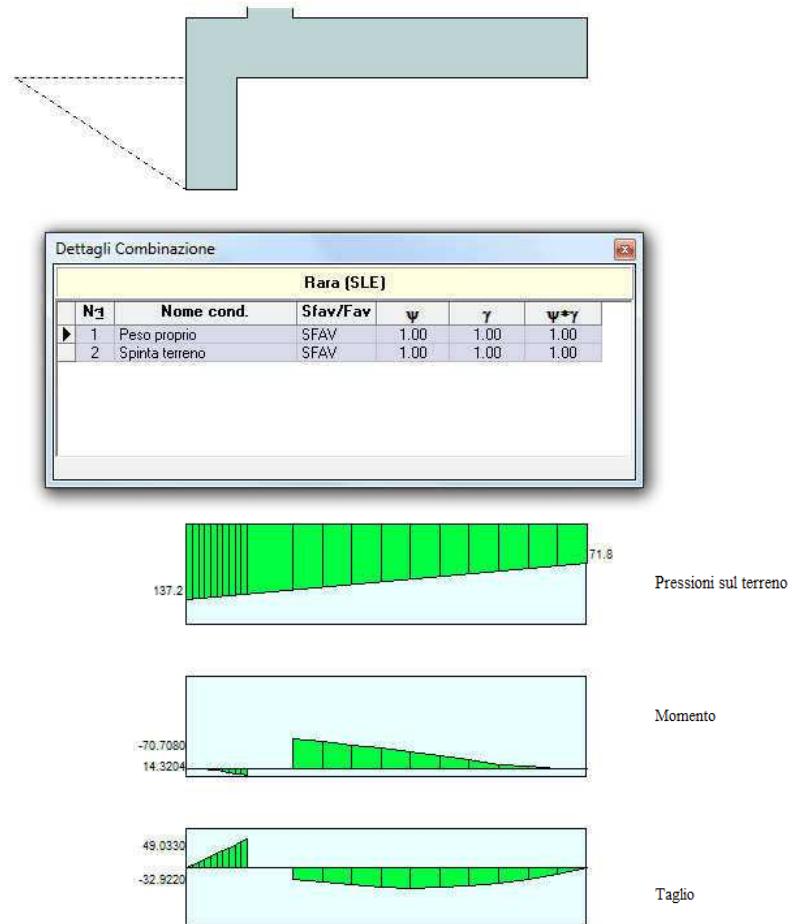 Dettagli Combinazione
Rara (SLE)
N1 Nome cond. Sfav/Fav ψ γ ψ*γ
1 Peso proprio SFAV 1.00 1.00 1.00
2 Spinta terreno SFAV 1.00 1.00 1.00
71.8
137.2
Pressioni sul terreno
Momento
-70.7080
14.3204
49.0330
-32.9220
Taglio